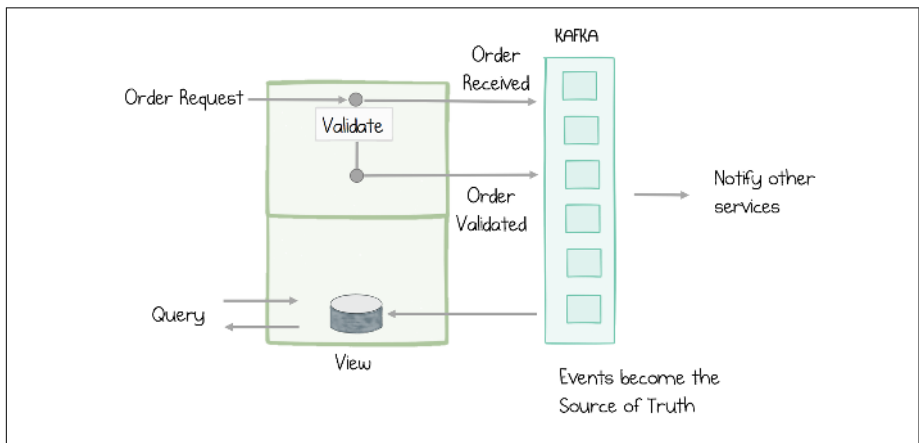 KAFKA
Order
Received
Order Request
Validate
Order
Validated
Notify other
services
Query
View
Events become the
Source of Truth